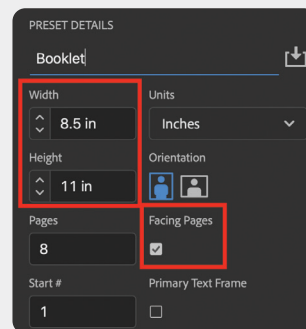 PRESET DETAILS
Booklet
Width Units
8.5 in Inches
Height Orientation
11 in
Pages Facing Pages
8
Start # Primary Text Frame
1